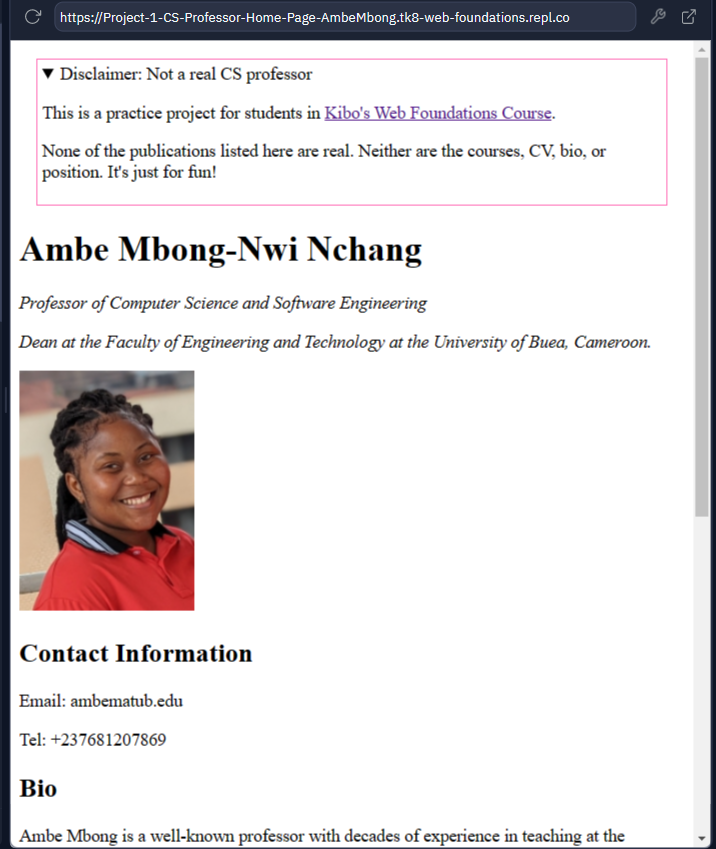 https://Project-1-CS-Professor-Home-Page-AmbeMbong.tk8-web-foundations.repl.co
▼ Disclaimer: Not a real CS professor
This is a practice project for students in Kibo's Web Foundations Course.
None of the publications listed here are real. Neither are the courses, CV, bio, or
position. It's just for fun!
Ambe Mbong-Nwi Nchang
Professor of Computer Science and Software Engineering
Dean at the Faculty of Engineering and Technology at the University of Buea, Cameroon.
Contact Information
Email: ambematub.edu
Tel: +237681207869
Bio
Ambe Mbong is a well-known professor with decades of experience in teaching at the